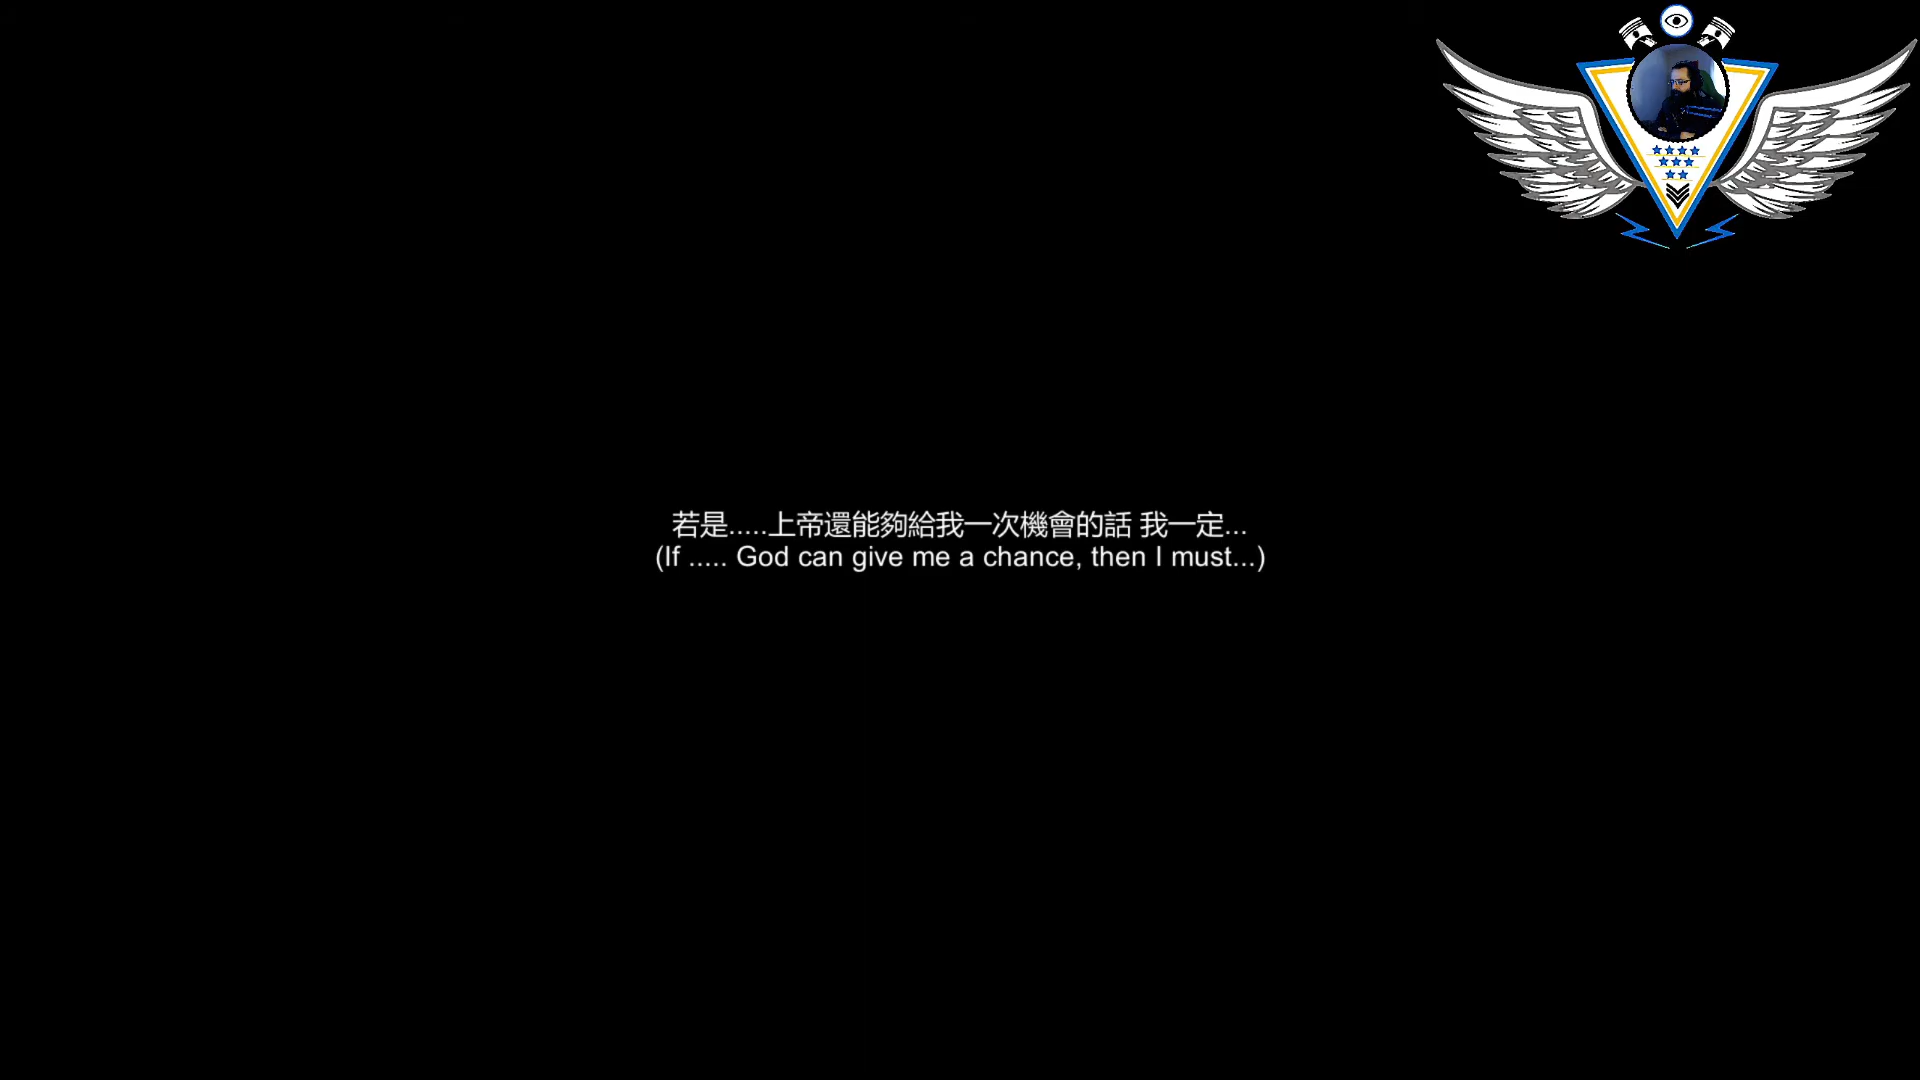 若是.....上帝還能夠給我一次機會的話 我一定...
(If ..... God can give me a chance, then I must...)